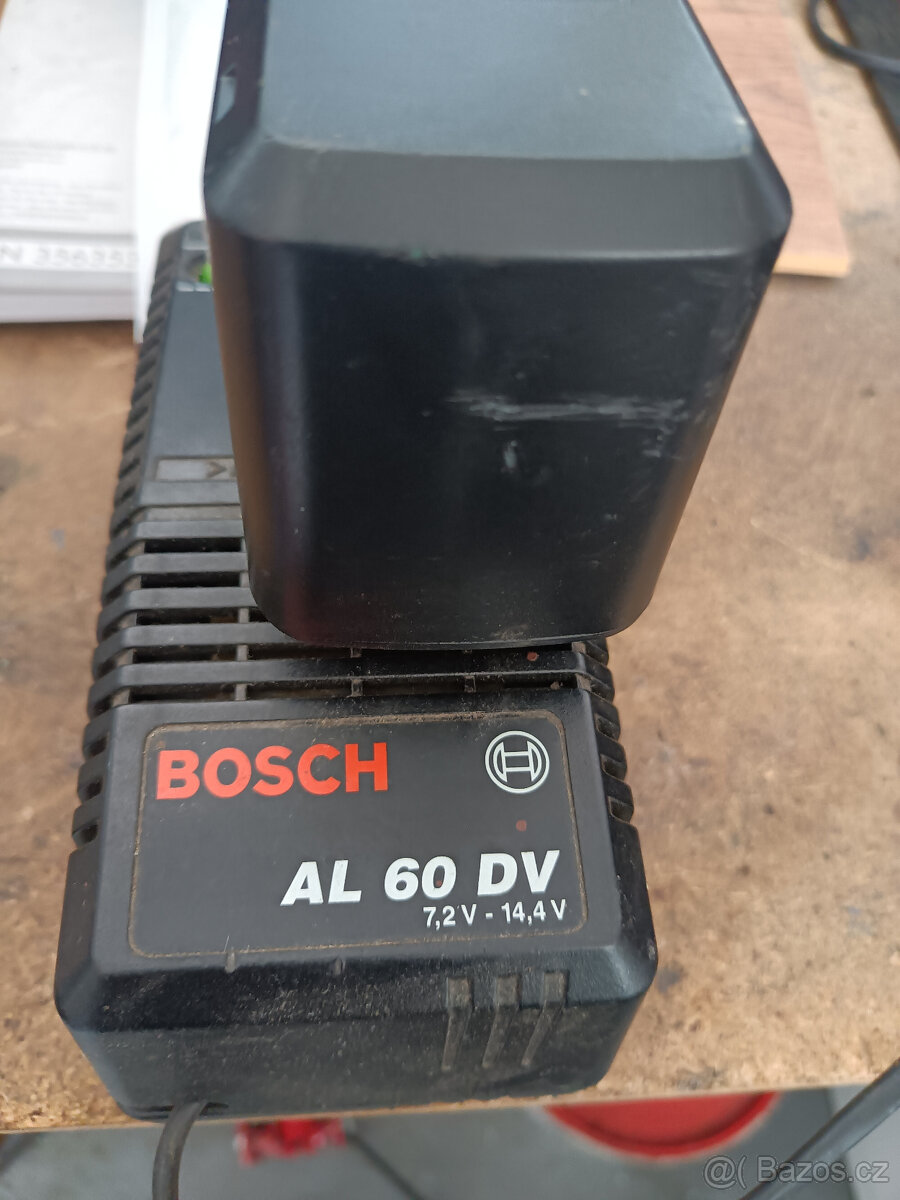 BOSCH
AL 60 DV
7,2 V - 14,4 V
@( Bazos.cz